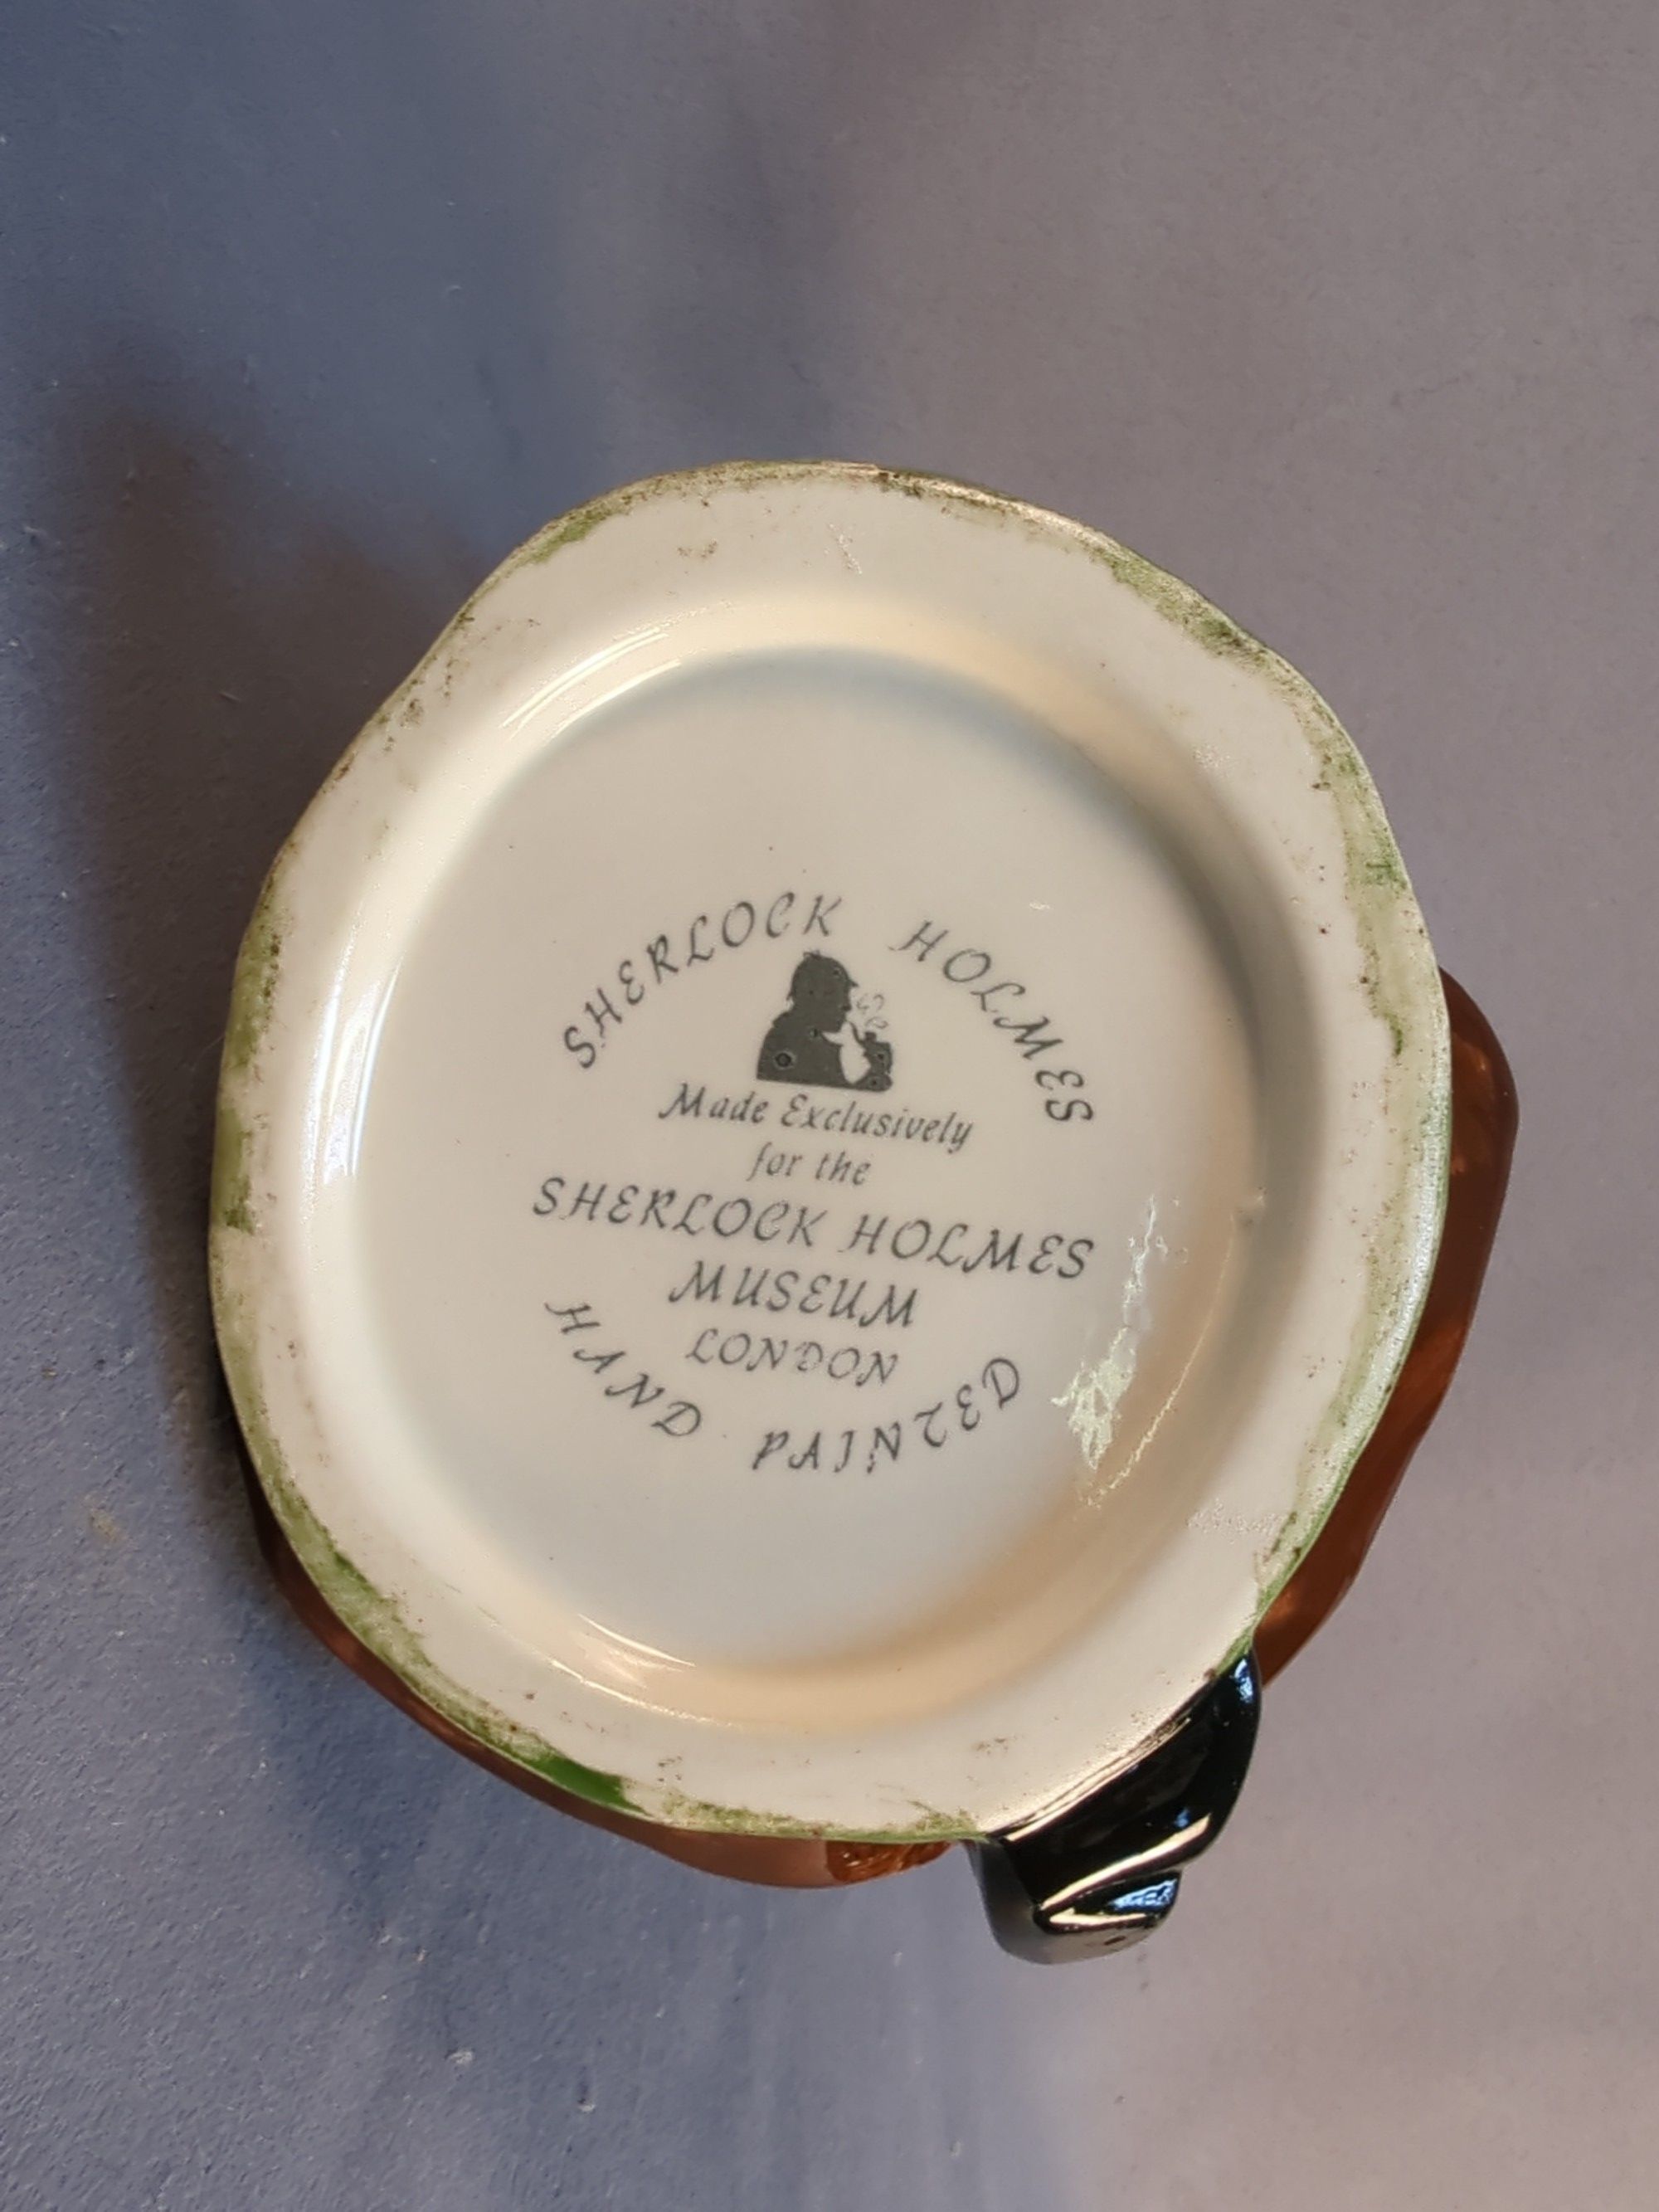 SHERLOCK HOLMES
Made Exclusively
for the
SHERLOCK HOLMES
MUSEUM
LONDON
HAND PAINTED